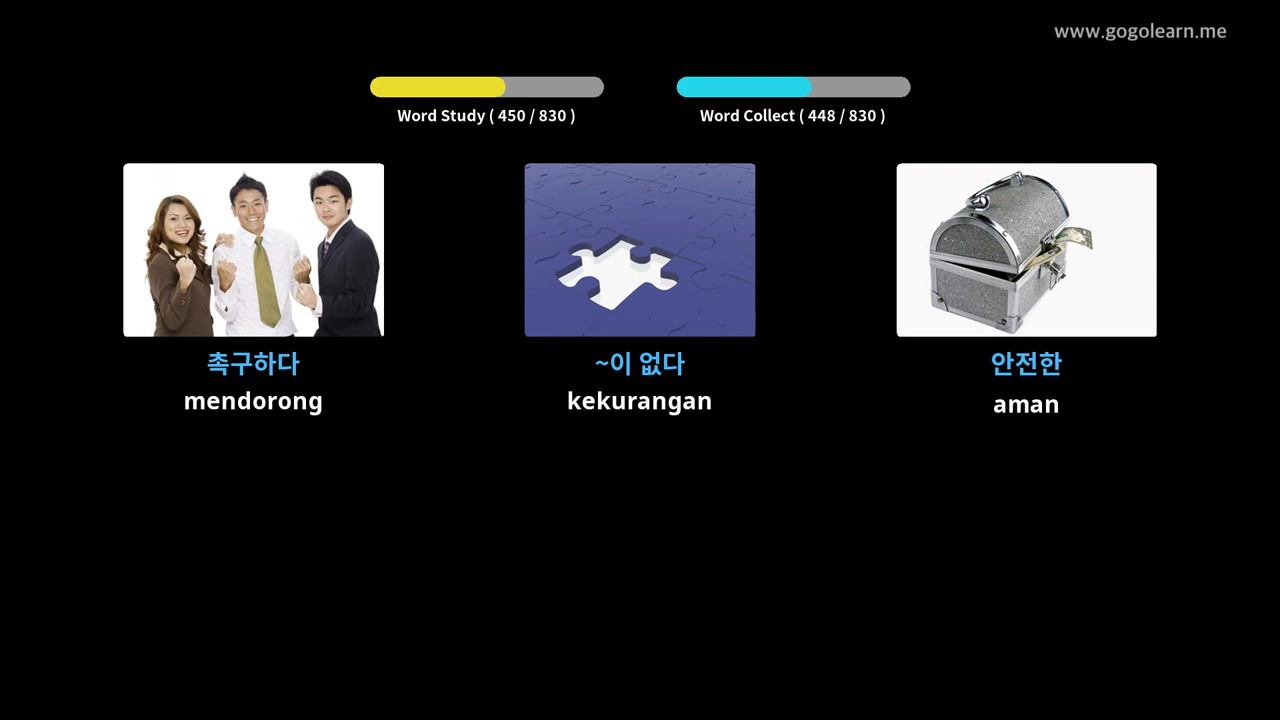 www.gogolearn.me
Word Study ( 450 / 830 )
Word Collect ( 448 / 830 )
촉구하다
mendorong
~이 없다
kekurangan
안전한
aman